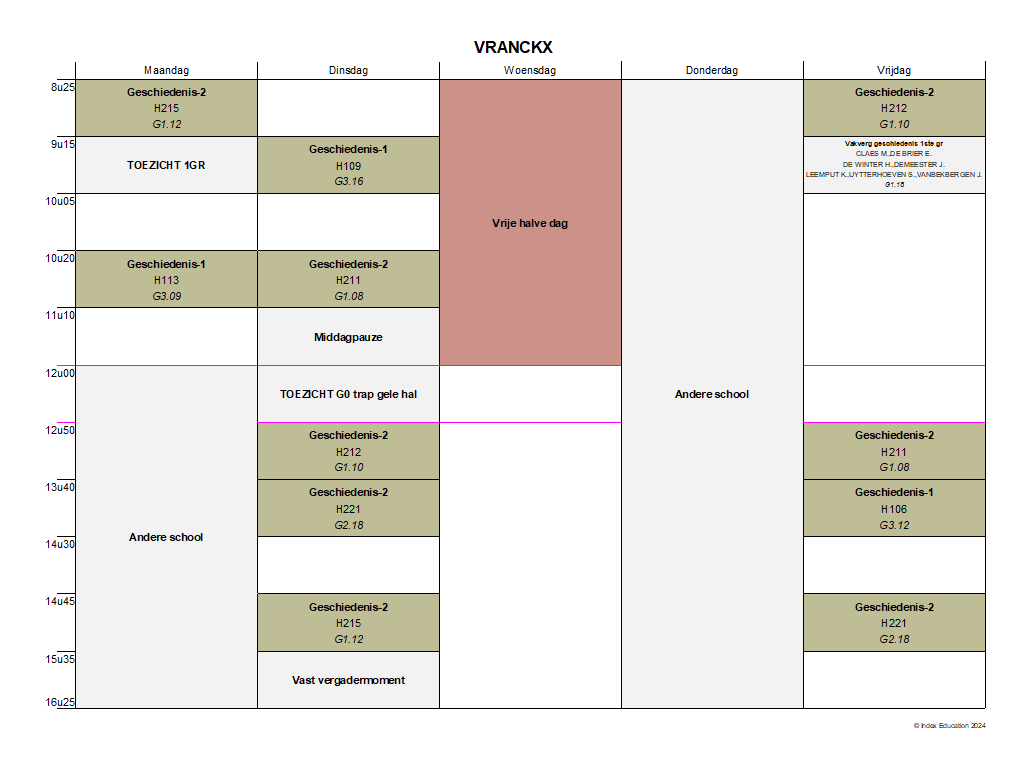 VRANCKX
Maandag Dinsdag Woensdag Donderdag Vrijdag
8u25
Geschiedenis-2
H215
G1.12
Geschiedenis-2
H212
G1.10
9u15
TOEZICHT 1GR
Geschiedenis-1
H109
G3.16
Vakverg geschiedenis 1ste gr
CLAES M.,DE BRIER E.
DE WINTER H.,DEMEESTER J.
LEEMPUT K.,UYTTERHOEVEN S.,VANBEKBERGEN J.
G1.16
10u05
Vrije halve dag
10u20
Geschiedenis-1
H113
G3.09
Geschiedenis-2
H211
G1.08
11u10
Middagpauze
12u00
TOEZICHT G0 trap gele hal
Andere school
12u50
Geschiedenis-2
H212
G1.10
Geschiedenis-2
H211
G1.08
13u40
Geschiedenis-2
H221
G2.18
Geschiedenis-1
H106
G3.12
Andere school
14u30
14u45
Geschiedenis-2
H215
G1.12
Geschiedenis-2
H221
G2.18
15u35
Vast vergadermoment
16u25
© Index Education 2024